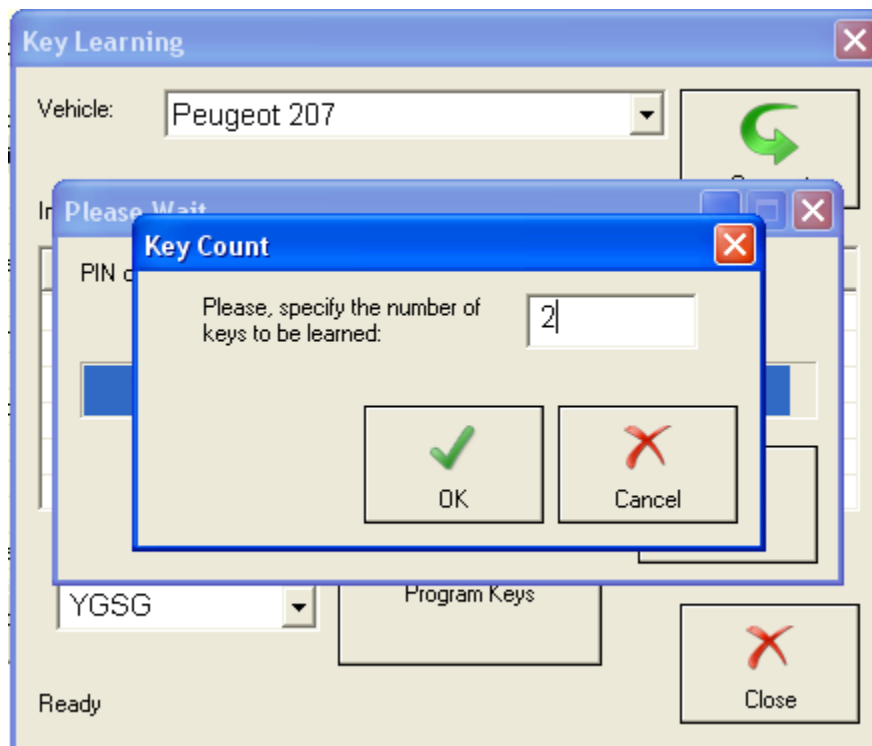 Key Learning
Vehicle:
Peugeot 207
Please Wait
Key Count
PIN
Please, specify the number of
keys to be learned:
2
OK
Cancel
YGSG
Program Keys
Ready
Close